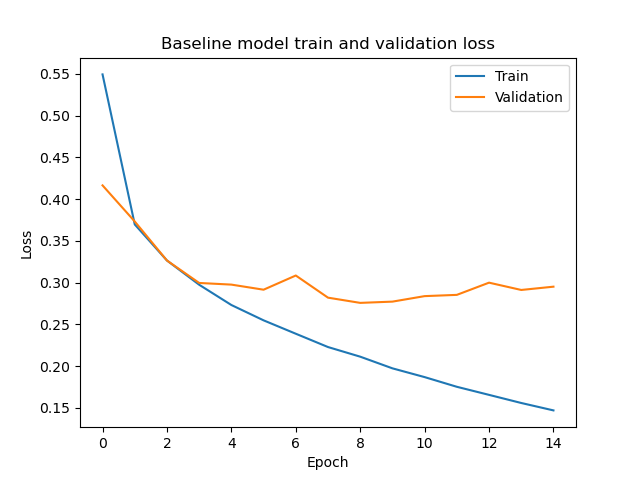 Baseline model train and validation loss
Train
Validation
Loss
0.55
0.50
0.45
0.40
0.35
0.30
0.25
0.20
0.15
0 2 4 6 8 10 12 14
Epoch